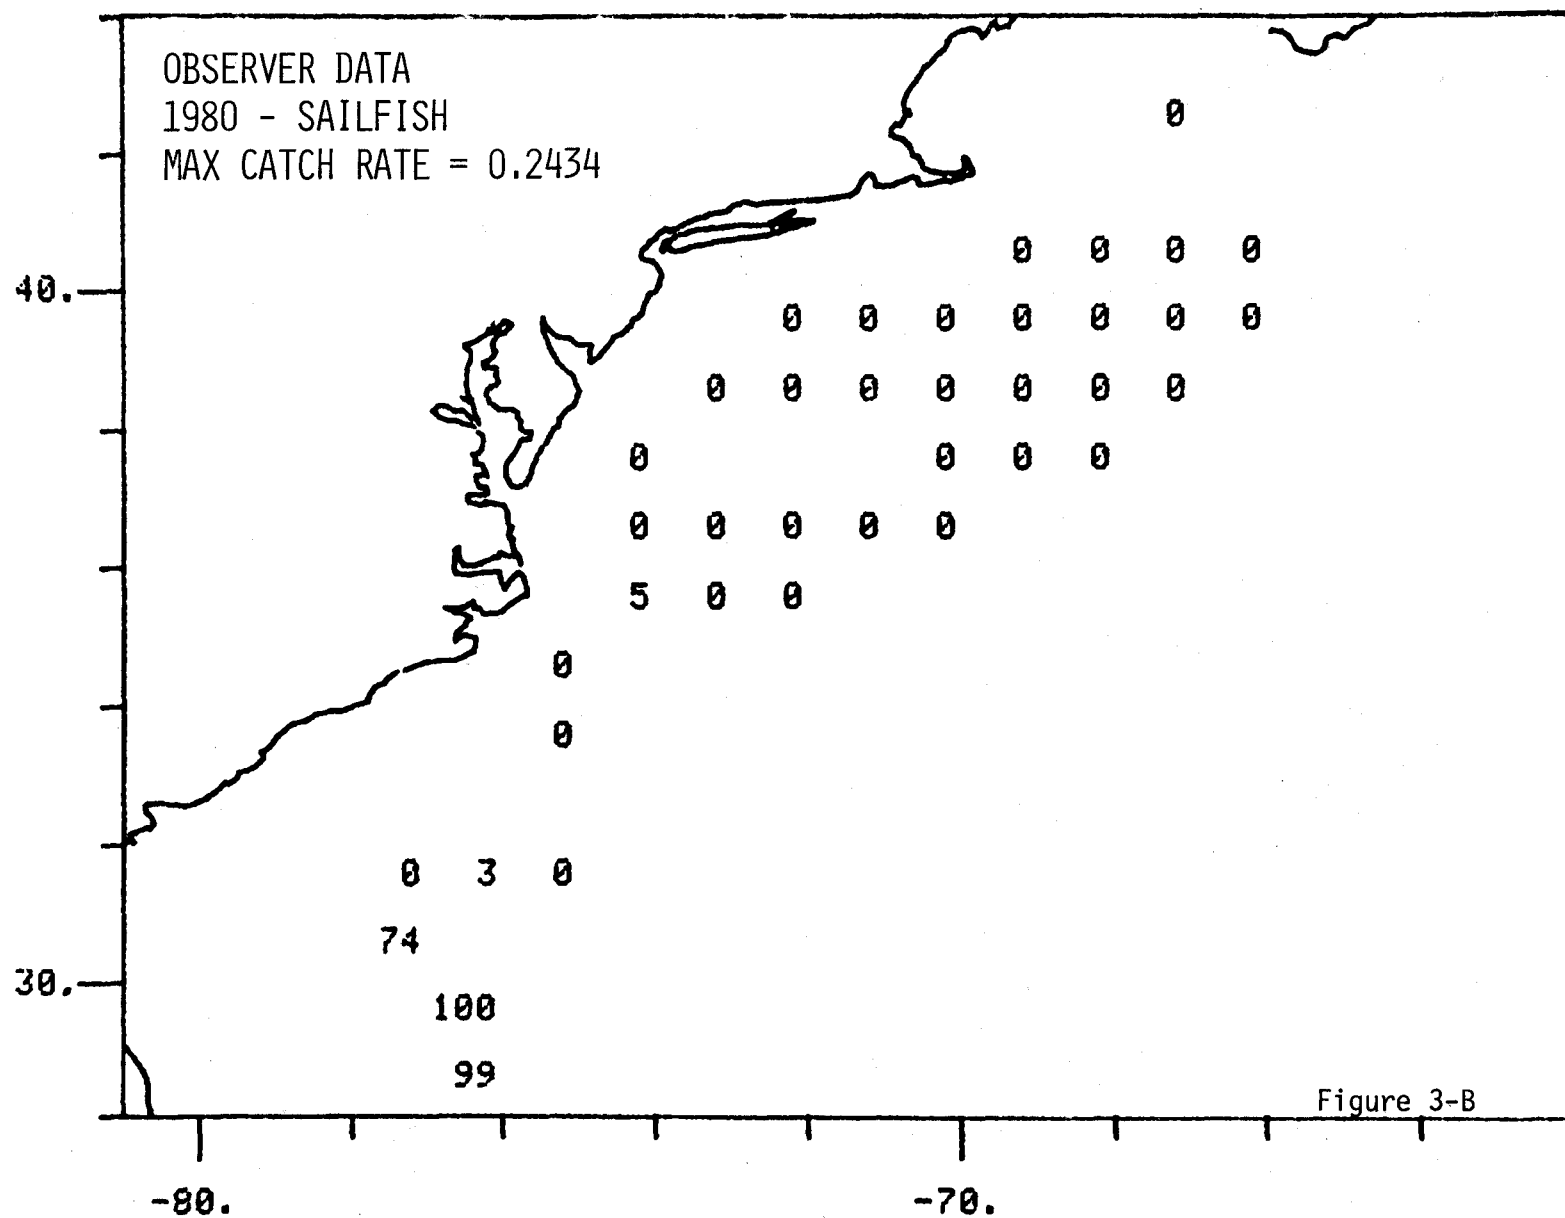 OBSERVER DATA
1980 - SAILFISH
MAX CATCH RATE = 0.2434
0
0 0 0 0
40.
0 0 0 0 0 0 0
0 0 0 0 0 0 0
0 0 0 0
0 0 0 0 0
5 0 0
0
0
0 3 0
74
30.
100
99
Figure 3-B
-80. -70.